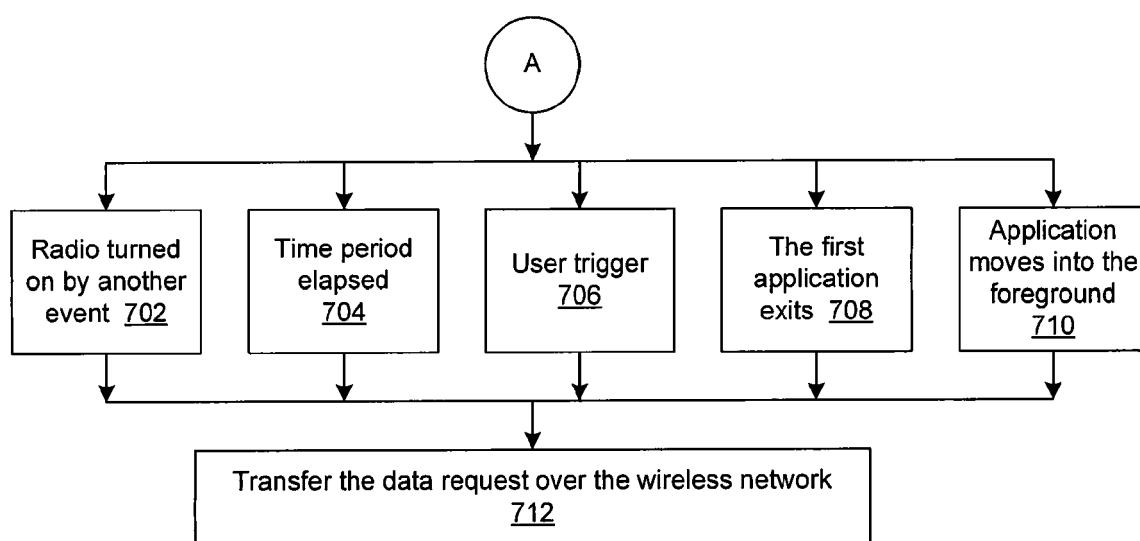 A
Radio turned
on by another
event 702
Time period
elapsed
704
User trigger
706
The first
application
exits 708
Application
moves into the
foreground
710
Transfer the data request over the wireless network
712